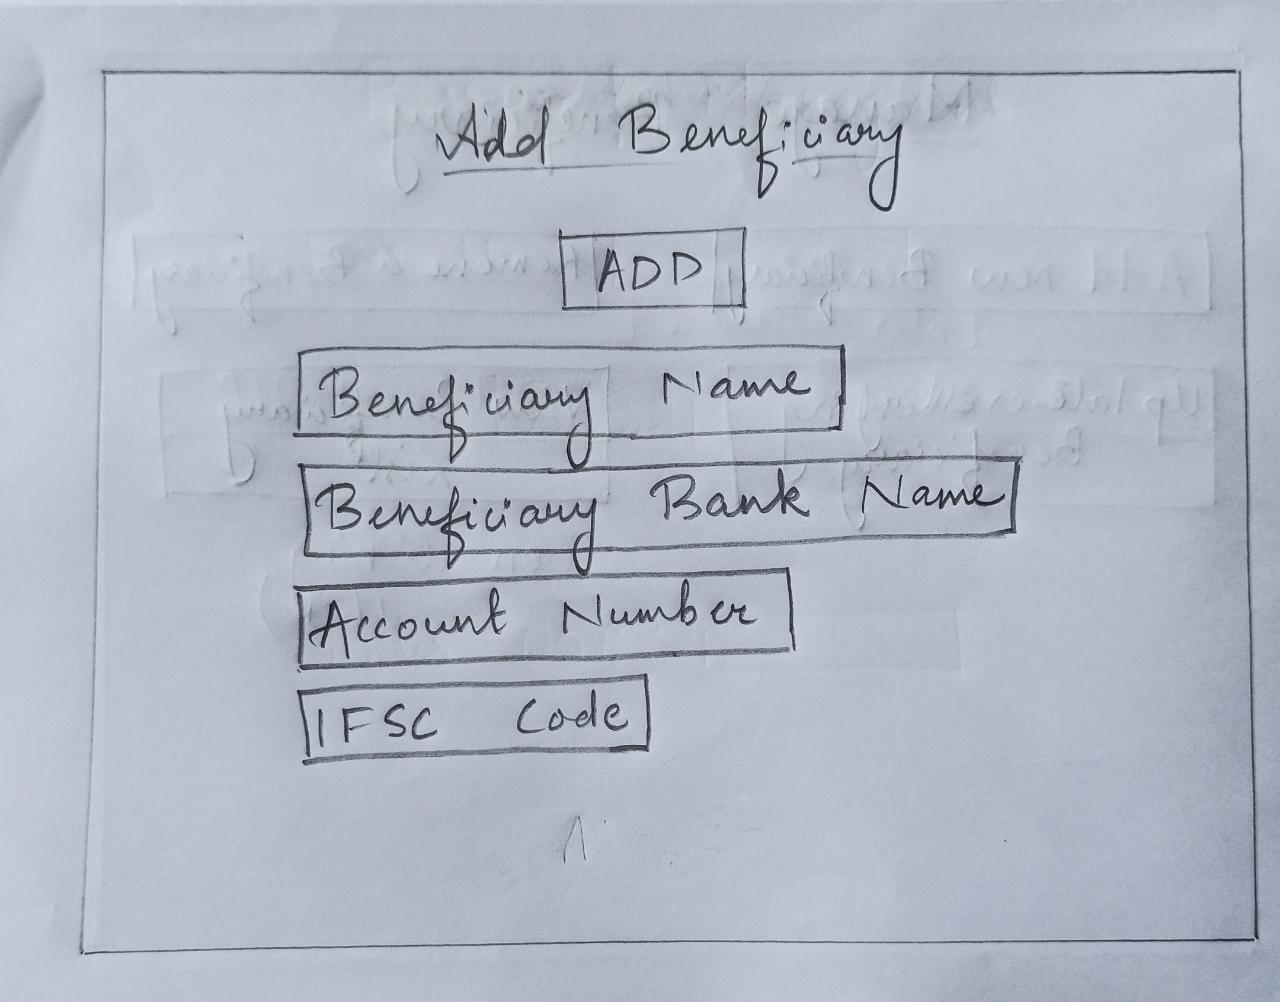 Add Beneficiary
ADD
Beneficiary Name
Beneficiary Bank Name
Account Number
IFSC Code